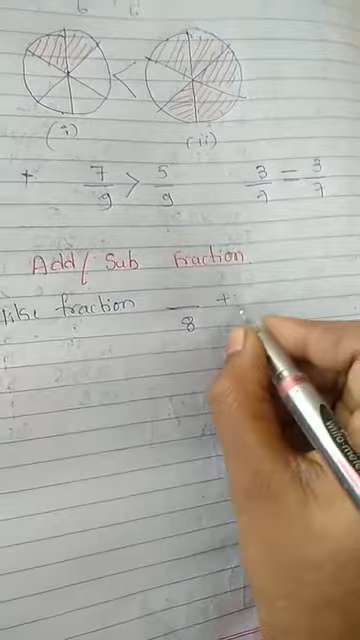 <
(i) (ii)
+ 7/9 > 5/9 3/7 = 3/7
Add/ Sub Fraction
like fraction /8 +